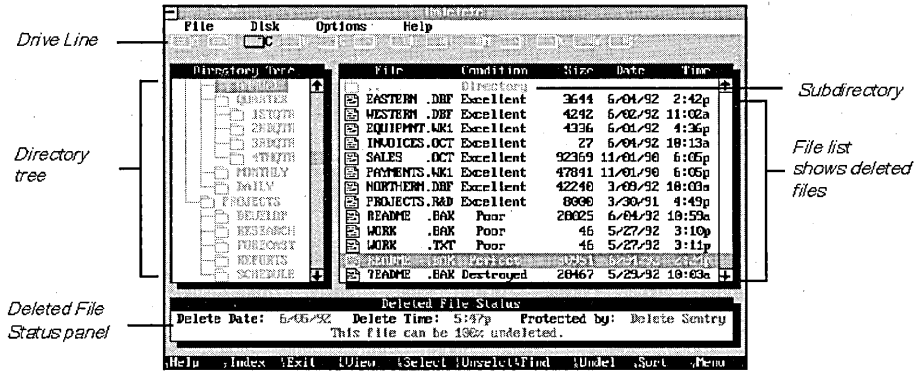 Undelete
File Disk Options Help
Drive Line
C
Directory Tree
QUARTER
1STQTR
2NDQTR
3RDQTR
4THQTR
MONTHLY
DAILY
PROJECTS
DEVELOP
RESEARCH
FORECAST
REPORTS
SCHEDULE
Directory
tree
File Condition Size Date Time
.. Directory
EASTERN .DBF Excellent 3644 6/04/92 2:42p
WESTERN .DBF Excellent 4242 6/02/92 11:02a
EQUIPMNT.WK1 Excellent 4336 6/01/92 4:36p
INVOICES.OCT Excellent 27 6/04/92 10:13a
SALES .OCT Excellent 92369 11/01/90 6:05p
PAYMENTS.WK1 Excellent 47841 11/01/90 6:05p
NORTHERN.DBF Excellent 42240 3/09/92 10:03a
PROJECTS.R&D Excellent 8000 3/30/91 4:49p
README .BAK Poor 28025 6/04/92 10:59a
WORK .BAK Poor 46 5/27/92 3:10p
WORK .TXT Poor 46 5/27/92 3:11p
README .BAK Perfect
?EADME .BAK Destroyed 28467 5/29/92 10:03a
Subdirectory
File list
shows deleted
files
Deleted File
Status panel
Deleted File Status
Delete Date: 6/06/92 Delete Time: 5:47p Protected by: Delete Sentry
This file can be 100% undeleted.
Help Index Exit View Select Unselct Find Undel Sort Menu